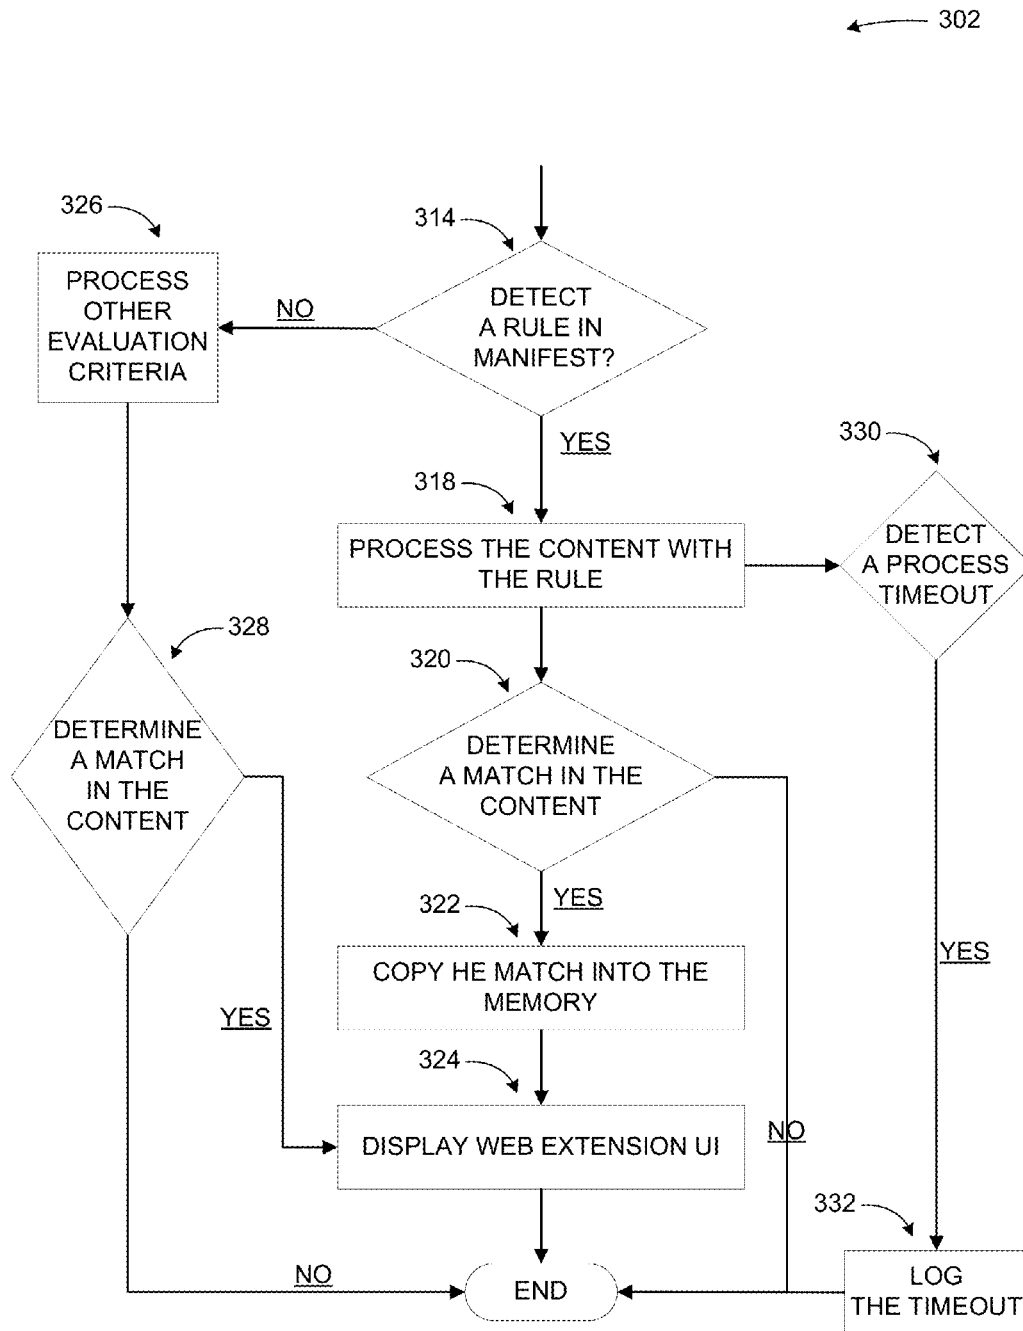 302
326
314
PROCESS
OTHER
EVALUATION
CRITERIA
NO
DETECT
A RULE IN
MANIFEST?
YES
330
318
PROCESS THE CONTENT WITH
THE RULE
DETECT
A PROCESS
TIMEOUT
328
320
DETERMINE
A MATCH
IN THE
CONTENT
DETERMINE
A MATCH IN THE
CONTENT
YES
322
COPY HE MATCH INTO THE
MEMORY
YES
YES
324
DISPLAY WEB EXTENSION UI
NO
332
NO
END
LOG
THE TIMEOUT